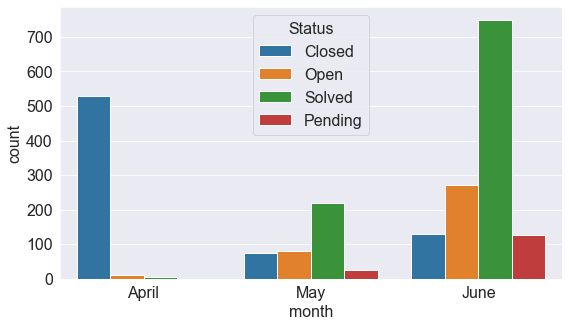 Status
Closed
Open
Solved
Pending
count
700
600
500
400
300
200
100
0
April May June
month